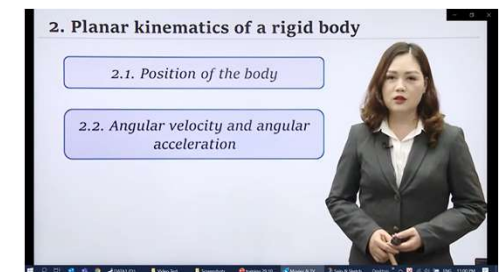 2. Planar kinematics of a rigid body
2.1. Position of the body
2.2. Angular velocity and angular
acceleration